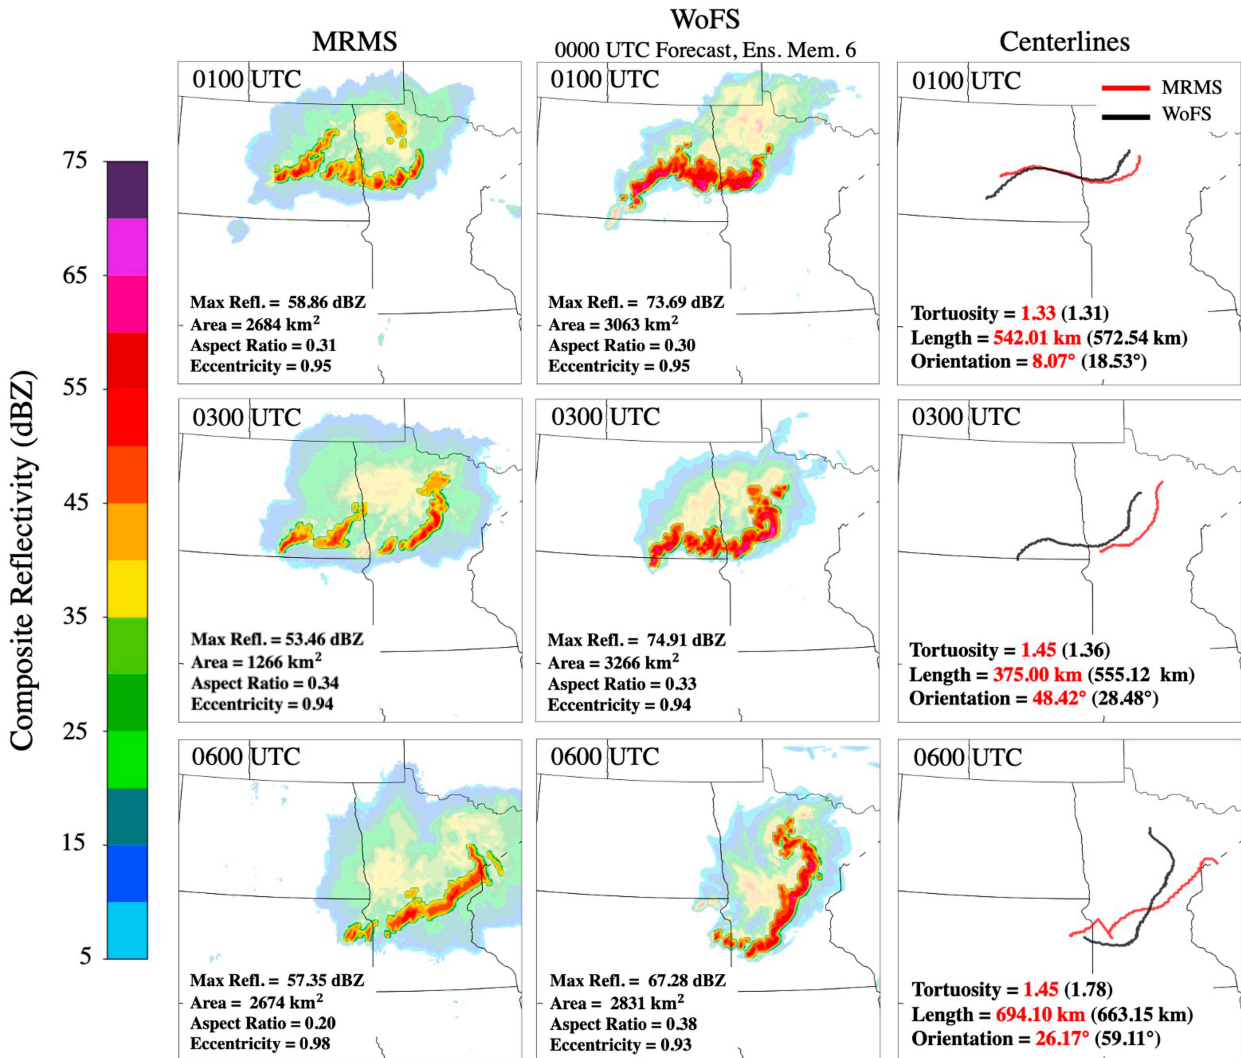 WoFS
MRMS
0000 UTC Forecast, Ens. Mem. 6
Centerlines
0100 UTC
0100 UTC
0100 UTC
MRMS
WoFS
Max Refl. = 58.86 dBZ
Area = 2684 km²
Aspect Ratio = 0.31
Eccentricity = 0.95
Max Refl. = 73.69 dBZ
Area = 3063 km²
Aspect Ratio = 0.30
Eccentricity = 0.95
Tortuosity = 1.33 (1.31)
Length = 542.01 km (572.54 km)
Orientation = 8.07° (18.53°)
0300 UTC
0300 UTC
0300 UTC
Max Refl. = 53.46 dBZ
Area = 1266 km²
Aspect Ratio = 0.34
Eccentricity = 0.94
Max Refl. = 74.91 dBZ
Area = 3266 km²
Aspect Ratio = 0.33
Eccentricity = 0.94
Tortuosity = 1.45 (1.36)
Length = 375.00 km (555.12 km)
Orientation = 48.42° (28.48°)
0600 UTC
0600 UTC
0600 UTC
Max Refl. = 57.35 dBZ
Area = 2674 km²
Aspect Ratio = 0.20
Eccentricity = 0.98
Max Refl. = 67.28 dBZ
Area = 2831 km²
Aspect Ratio = 0.38
Eccentricity = 0.93
Tortuosity = 1.45 (1.78)
Length = 694.10 km (663.15 km)
Orientation = 26.17° (59.11°)
Composite Reflectivity (dBZ)
75
65
55
45
35
25
15
5